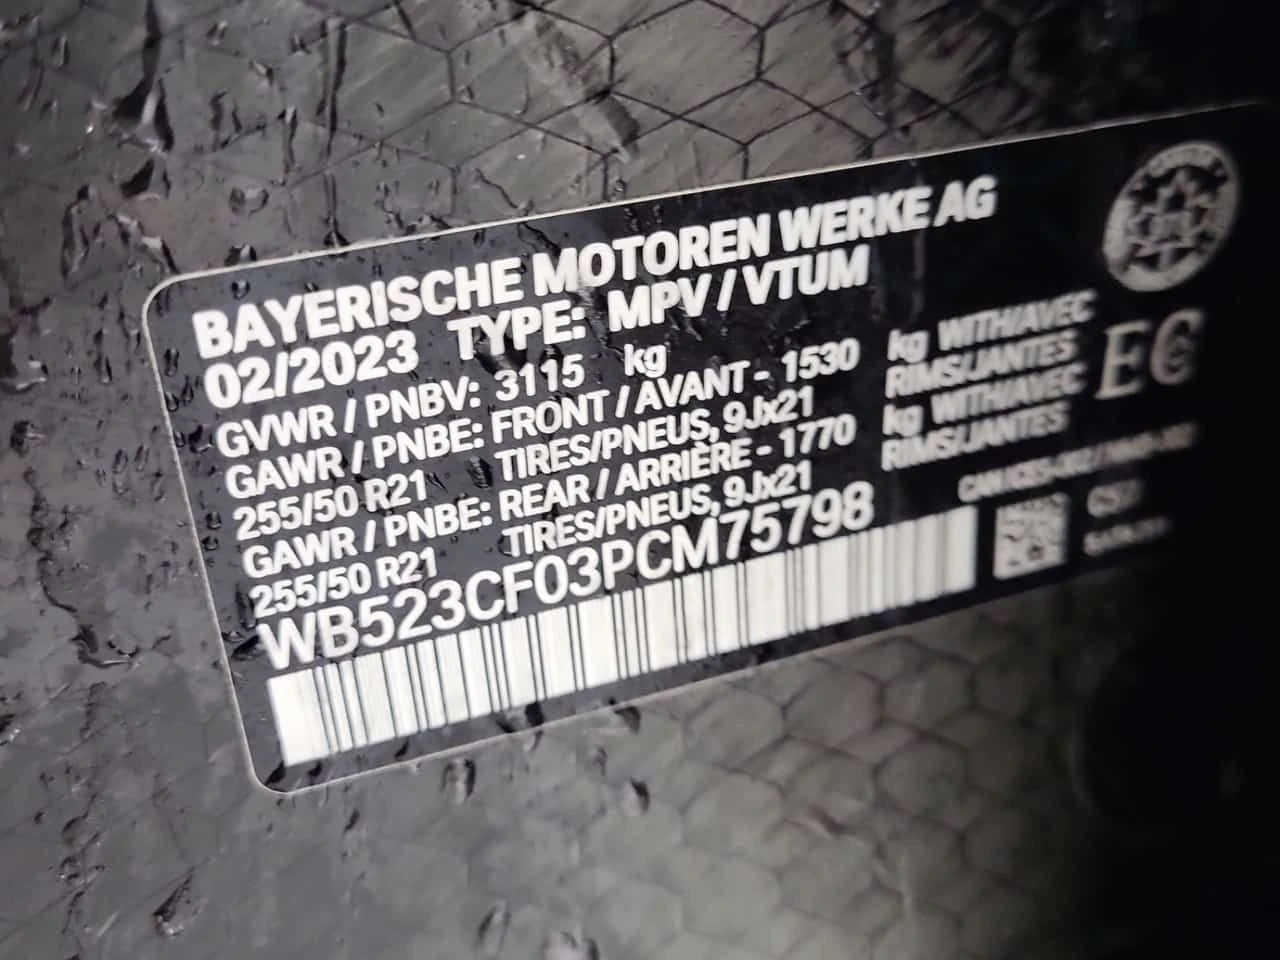 BAYERISCHE MOTOREN WERKE AG
02/2023 TYPE: MPV / VTUM
GVWR / PNBV: 3115 kg
GAWR / PNBE: FRONT / AVANT - 1530 kg WITH/AVEC
255/50 R21 TIRES/PNEUS, 9Jx21 RIMS/JANTES
GAWR / PNBE: REAR / ARRIÈRE - 1770 kg WITH/AVEC
255/50 R21 TIRES/PNEUS, 9Jx21 RIMS/JANTES
WB523CF03PCM75798
EC